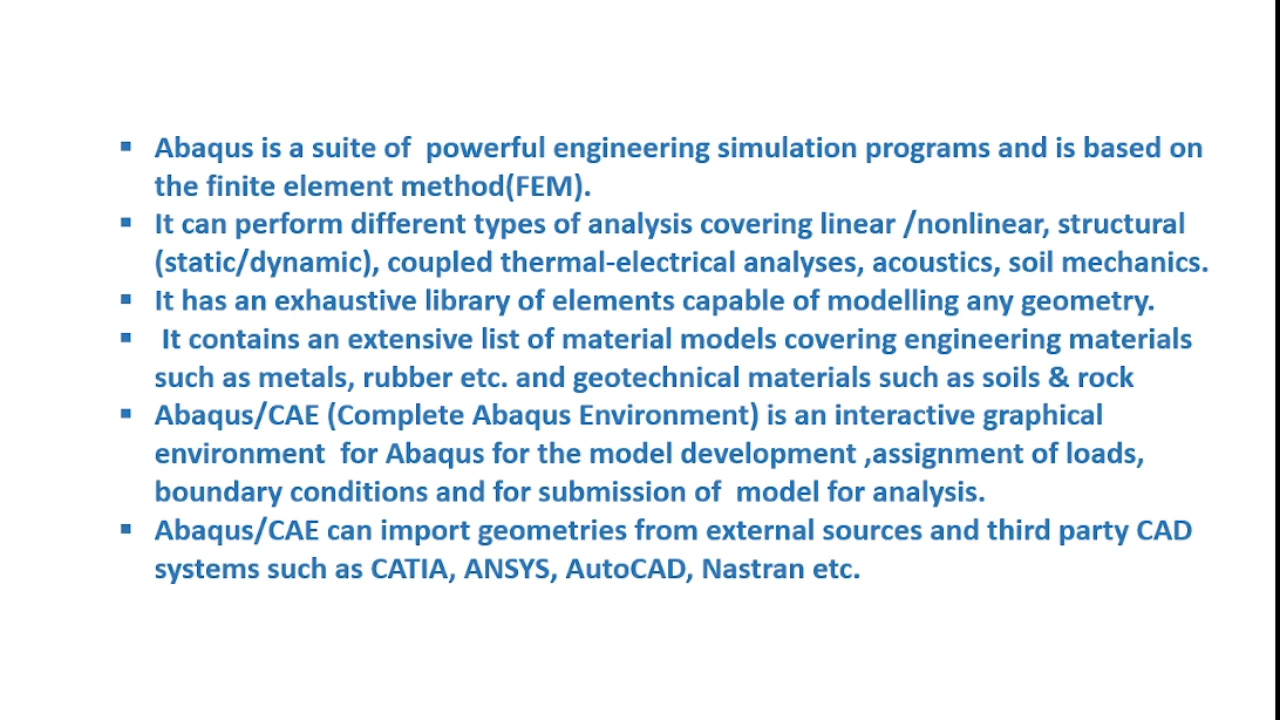 ▪ Abaqus is a suite of  powerful engineering simulation programs and is based on
the finite element method(FEM).
▪ It can perform different types of analysis covering linear /nonlinear, structural
(static/dynamic), coupled thermal-electrical analyses, acoustics, soil mechanics.
▪ It has an exhaustive library of elements capable of modelling any geometry.
▪  It contains an extensive list of material models covering engineering materials
such as metals, rubber etc. and geotechnical materials such as soils & rock
▪ Abaqus/CAE (Complete Abaqus Environment) is an interactive graphical
environment  for Abaqus for the model development ,assignment of loads,
boundary conditions and for submission of  model for analysis.
▪ Abaqus/CAE can import geometries from external sources and third party CAD
systems such as CATIA, ANSYS, AutoCAD, Nastran etc.